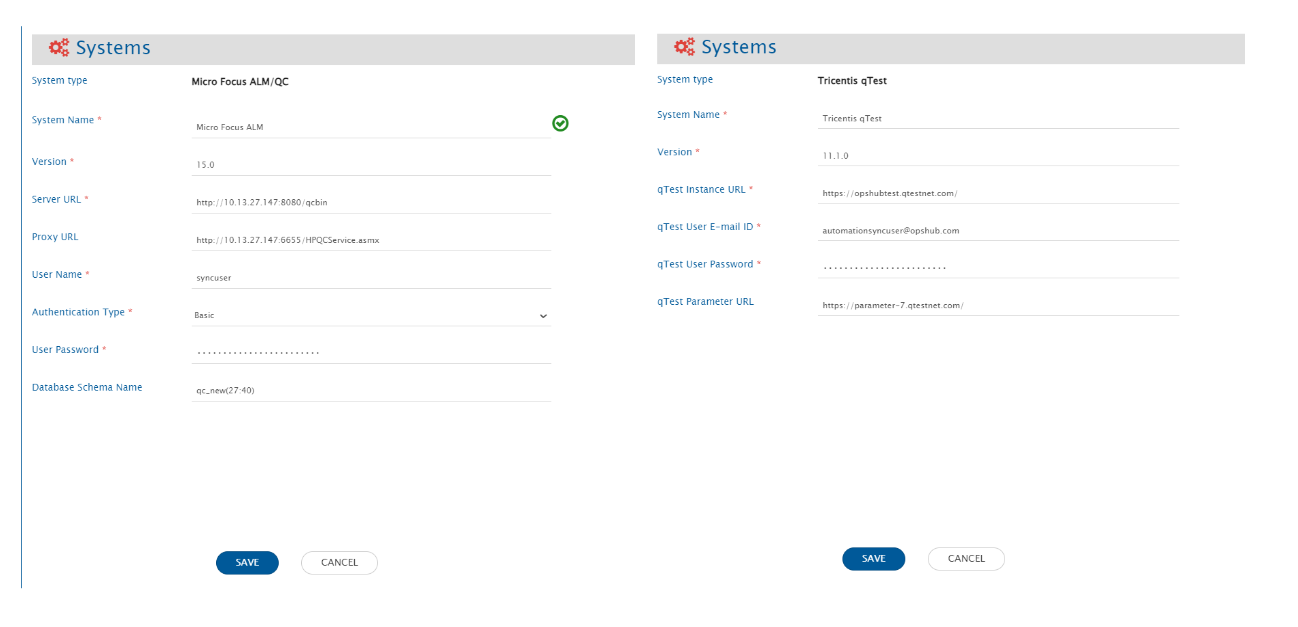 Systems
System type Micro Focus ALM/QC
System Name * Micro Focus ALM
Version * 15.0
Server URL * http://10.13.27.147:8080/qcbin
Proxy URL http://10.13.27.147:6655/HPQCService.asmx
User Name * syncuser
Authentication Type * Basic
User Password * ........................
Database Schema Name qc_new(27:40)
SAVE CANCEL
Systems
System type Tricentis qTest
System Name * Tricentis qTest
Version * 11.1.0
qTest Instance URL * https://opshubtest.qtestnet.com/
qTest User E-mail ID * automationsyncuser@opshub.com
qTest User Password * ........................
qTest Parameter URL https://parameter-7.qtestnet.com/
SAVE CANCEL